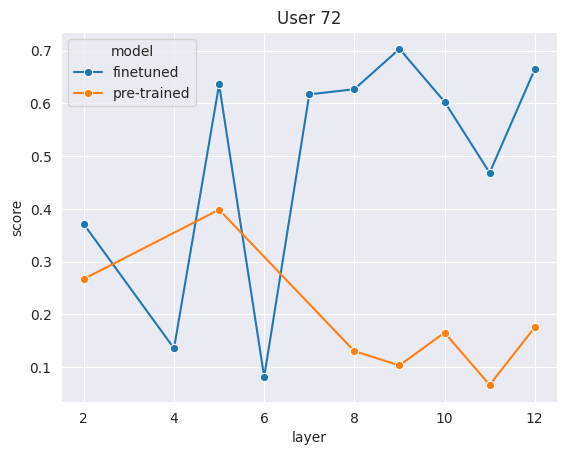 User 72
model
finetuned
pre-trained
0.7
0.6
0.5
0.4
0.3
0.2
0.1
score
2 4 6 8 10 12
layer